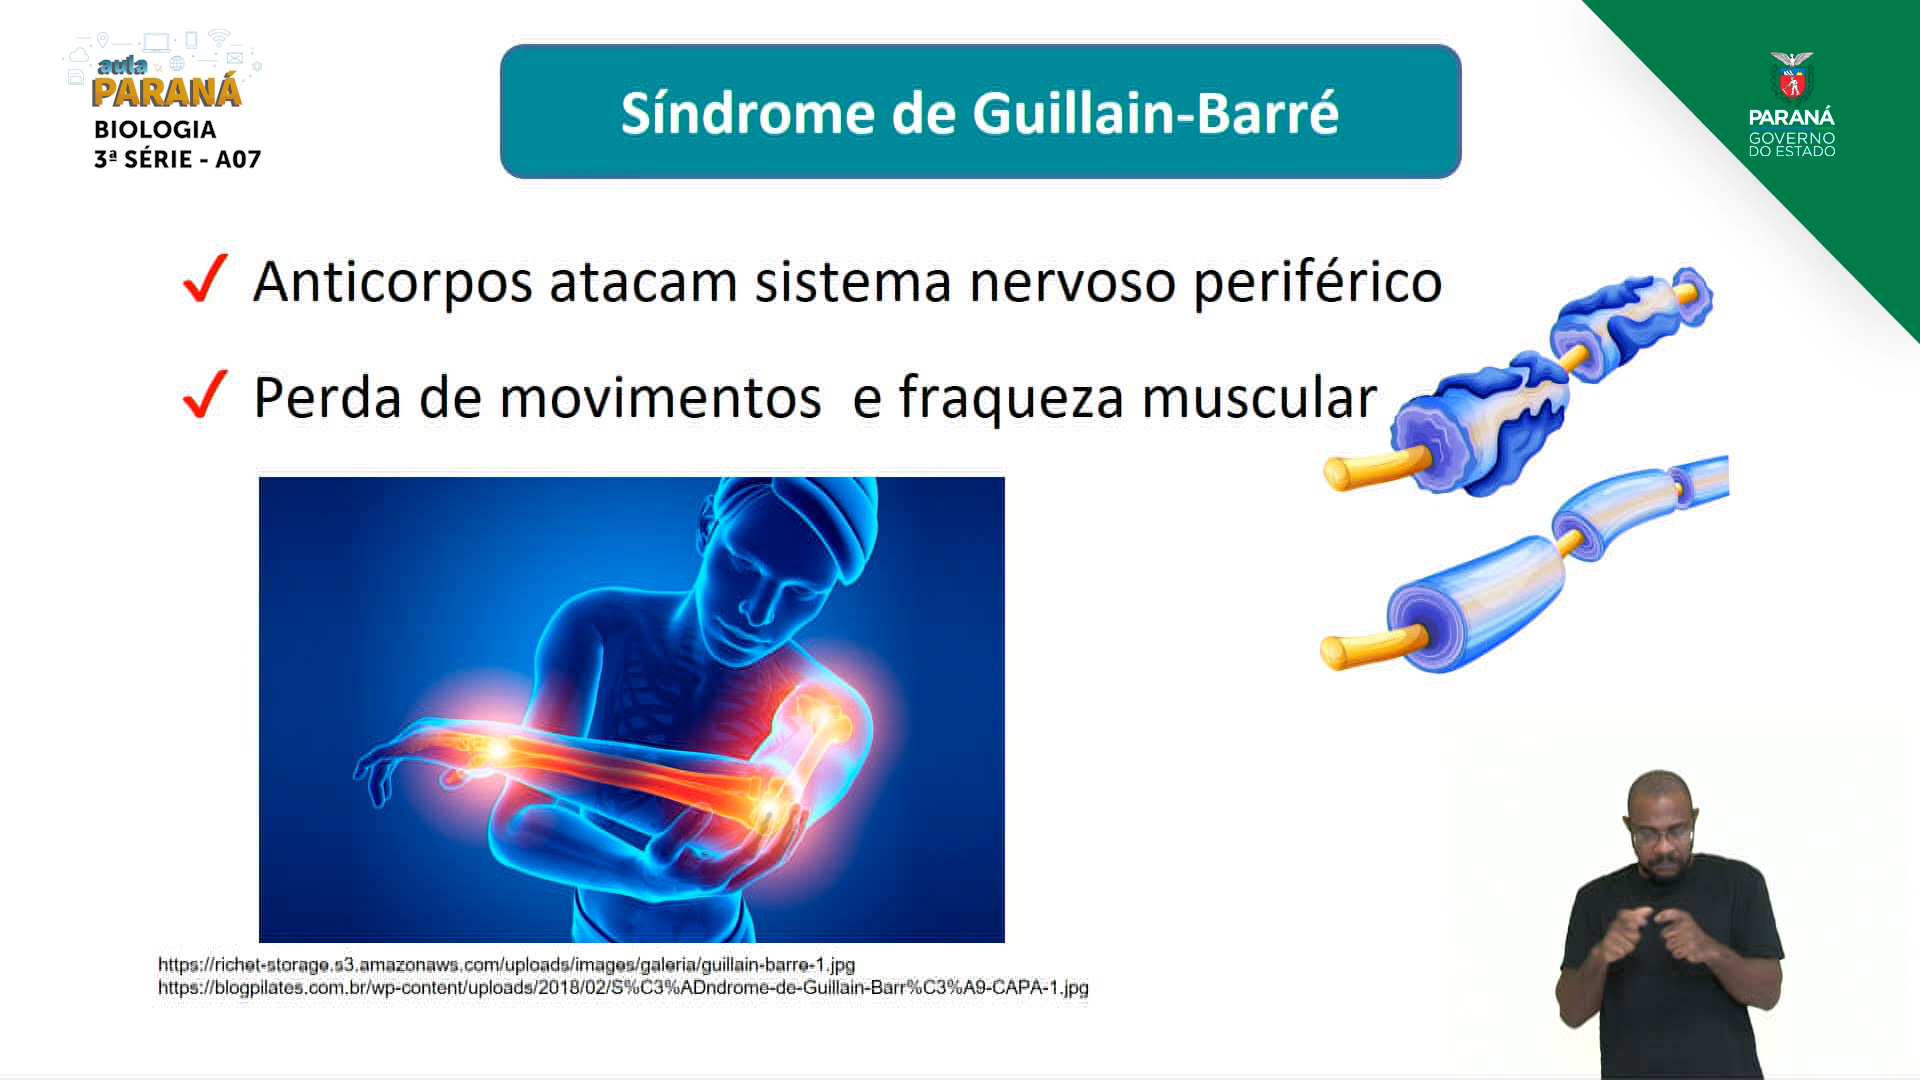 aula
PARANÁ
BIOLOGIA
3ª SÉRIE - A07
Síndrome de Guillain-Barré
PARANÁ
GOVERNO
DO ESTADO
✓ Anticorpos atacam sistema nervoso periférico
✓ Perda de movimentos e fraqueza muscular
https://richet-storage.s3.amazonaws.com/uploads/images/galeria/guillain-barre-1.jpg
https://blogpilates.com.br/wp-content/uploads/2018/02/S%C3%ADndrome-de-Guillain-Barr%C3%A9-CAPA-1.jpg